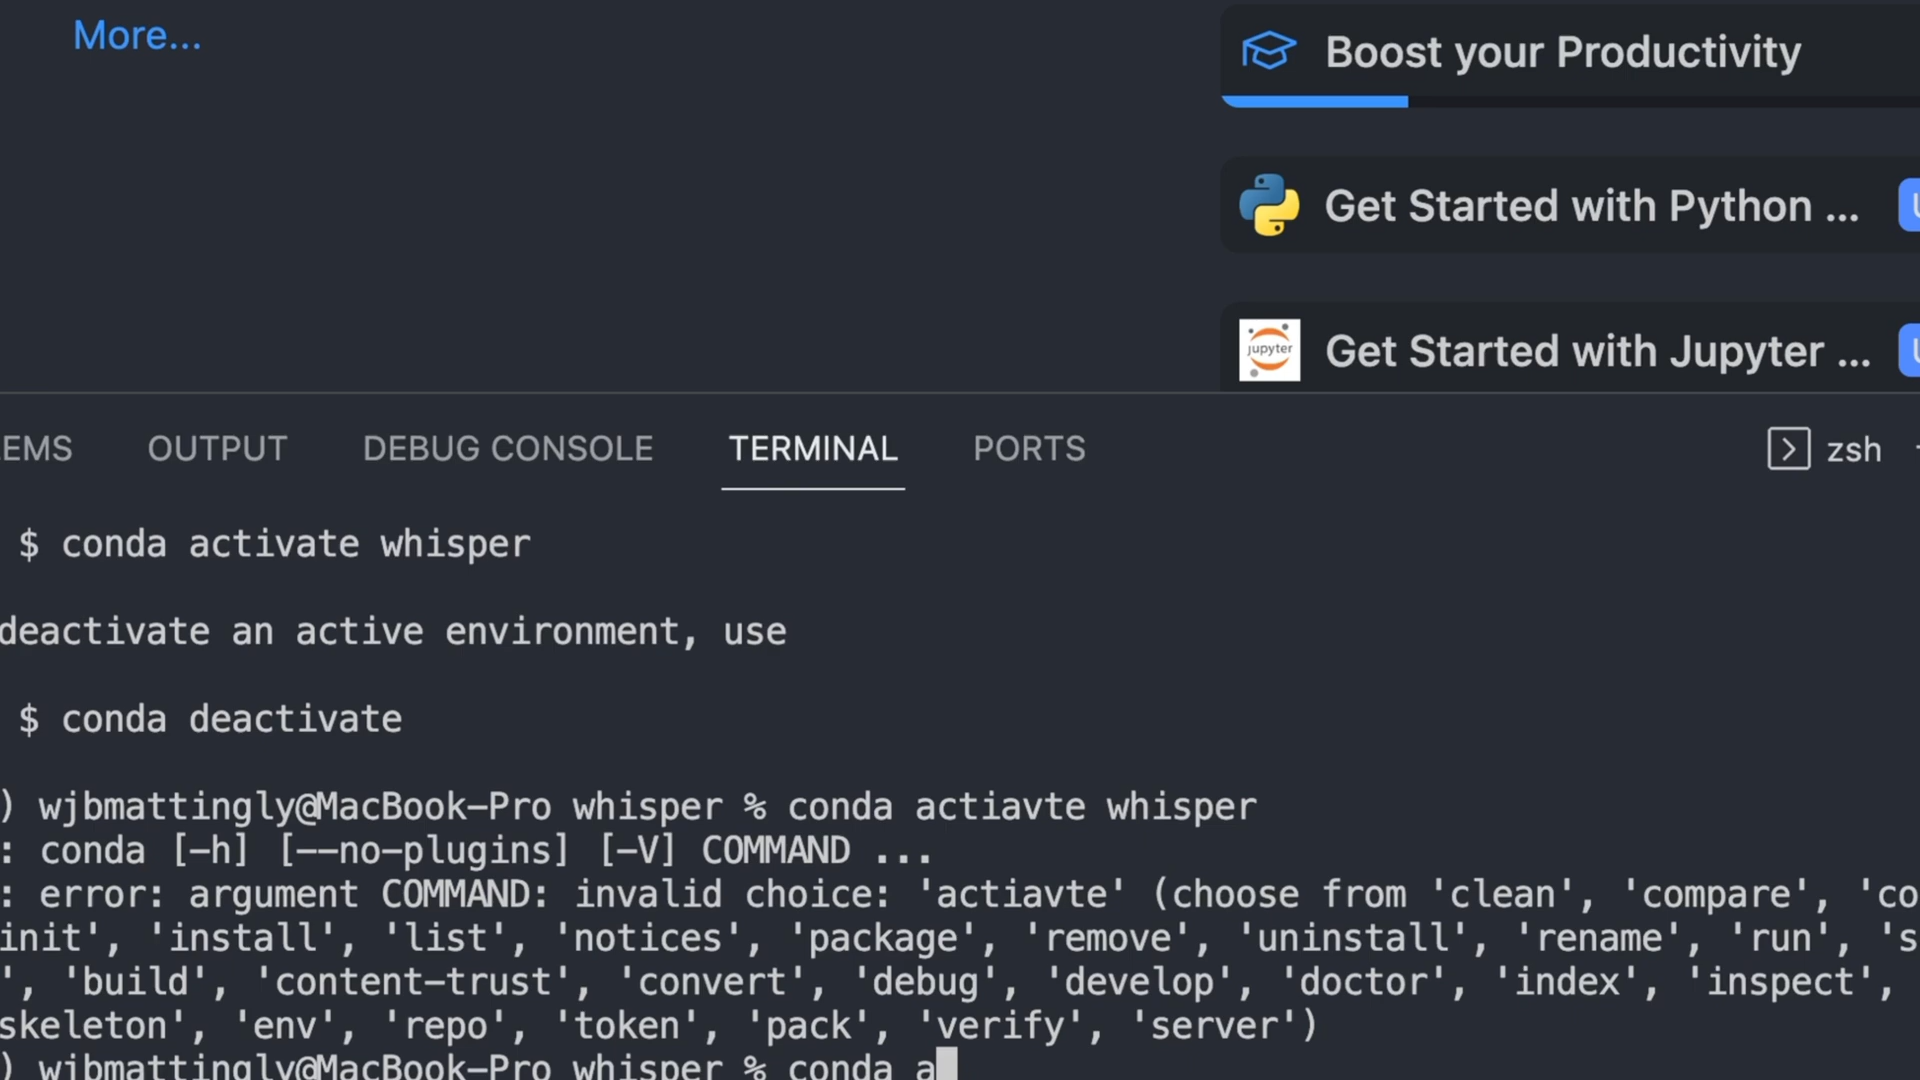 More...
Boost your Productivity
Get Started with Python ...
jupyter
Get Started with Jupyter ...
EMS OUTPUT DEBUG CONSOLE TERMINAL PORTS zsh
$ conda activate whisper
deactivate an active environment, use
$ conda deactivate
) wjbmattingly@MacBook-Pro whisper % conda actiavte whisper
: conda [-h] [--no-plugins] [-V] COMMAND ...
: error: argument COMMAND: invalid choice: 'actiavte' (choose from 'clean', 'compare', 'co
init', 'install', 'list', 'notices', 'package', 'remove', 'uninstall', 'rename', 'run', 's
', 'build', 'content-trust', 'convert', 'debug', 'develop', 'doctor', 'index', 'inspect',
skeleton', 'env', 'repo', 'token', 'pack', 'verify', 'server')
) wjbmattingly@MacBook-Pro whisper % conda a